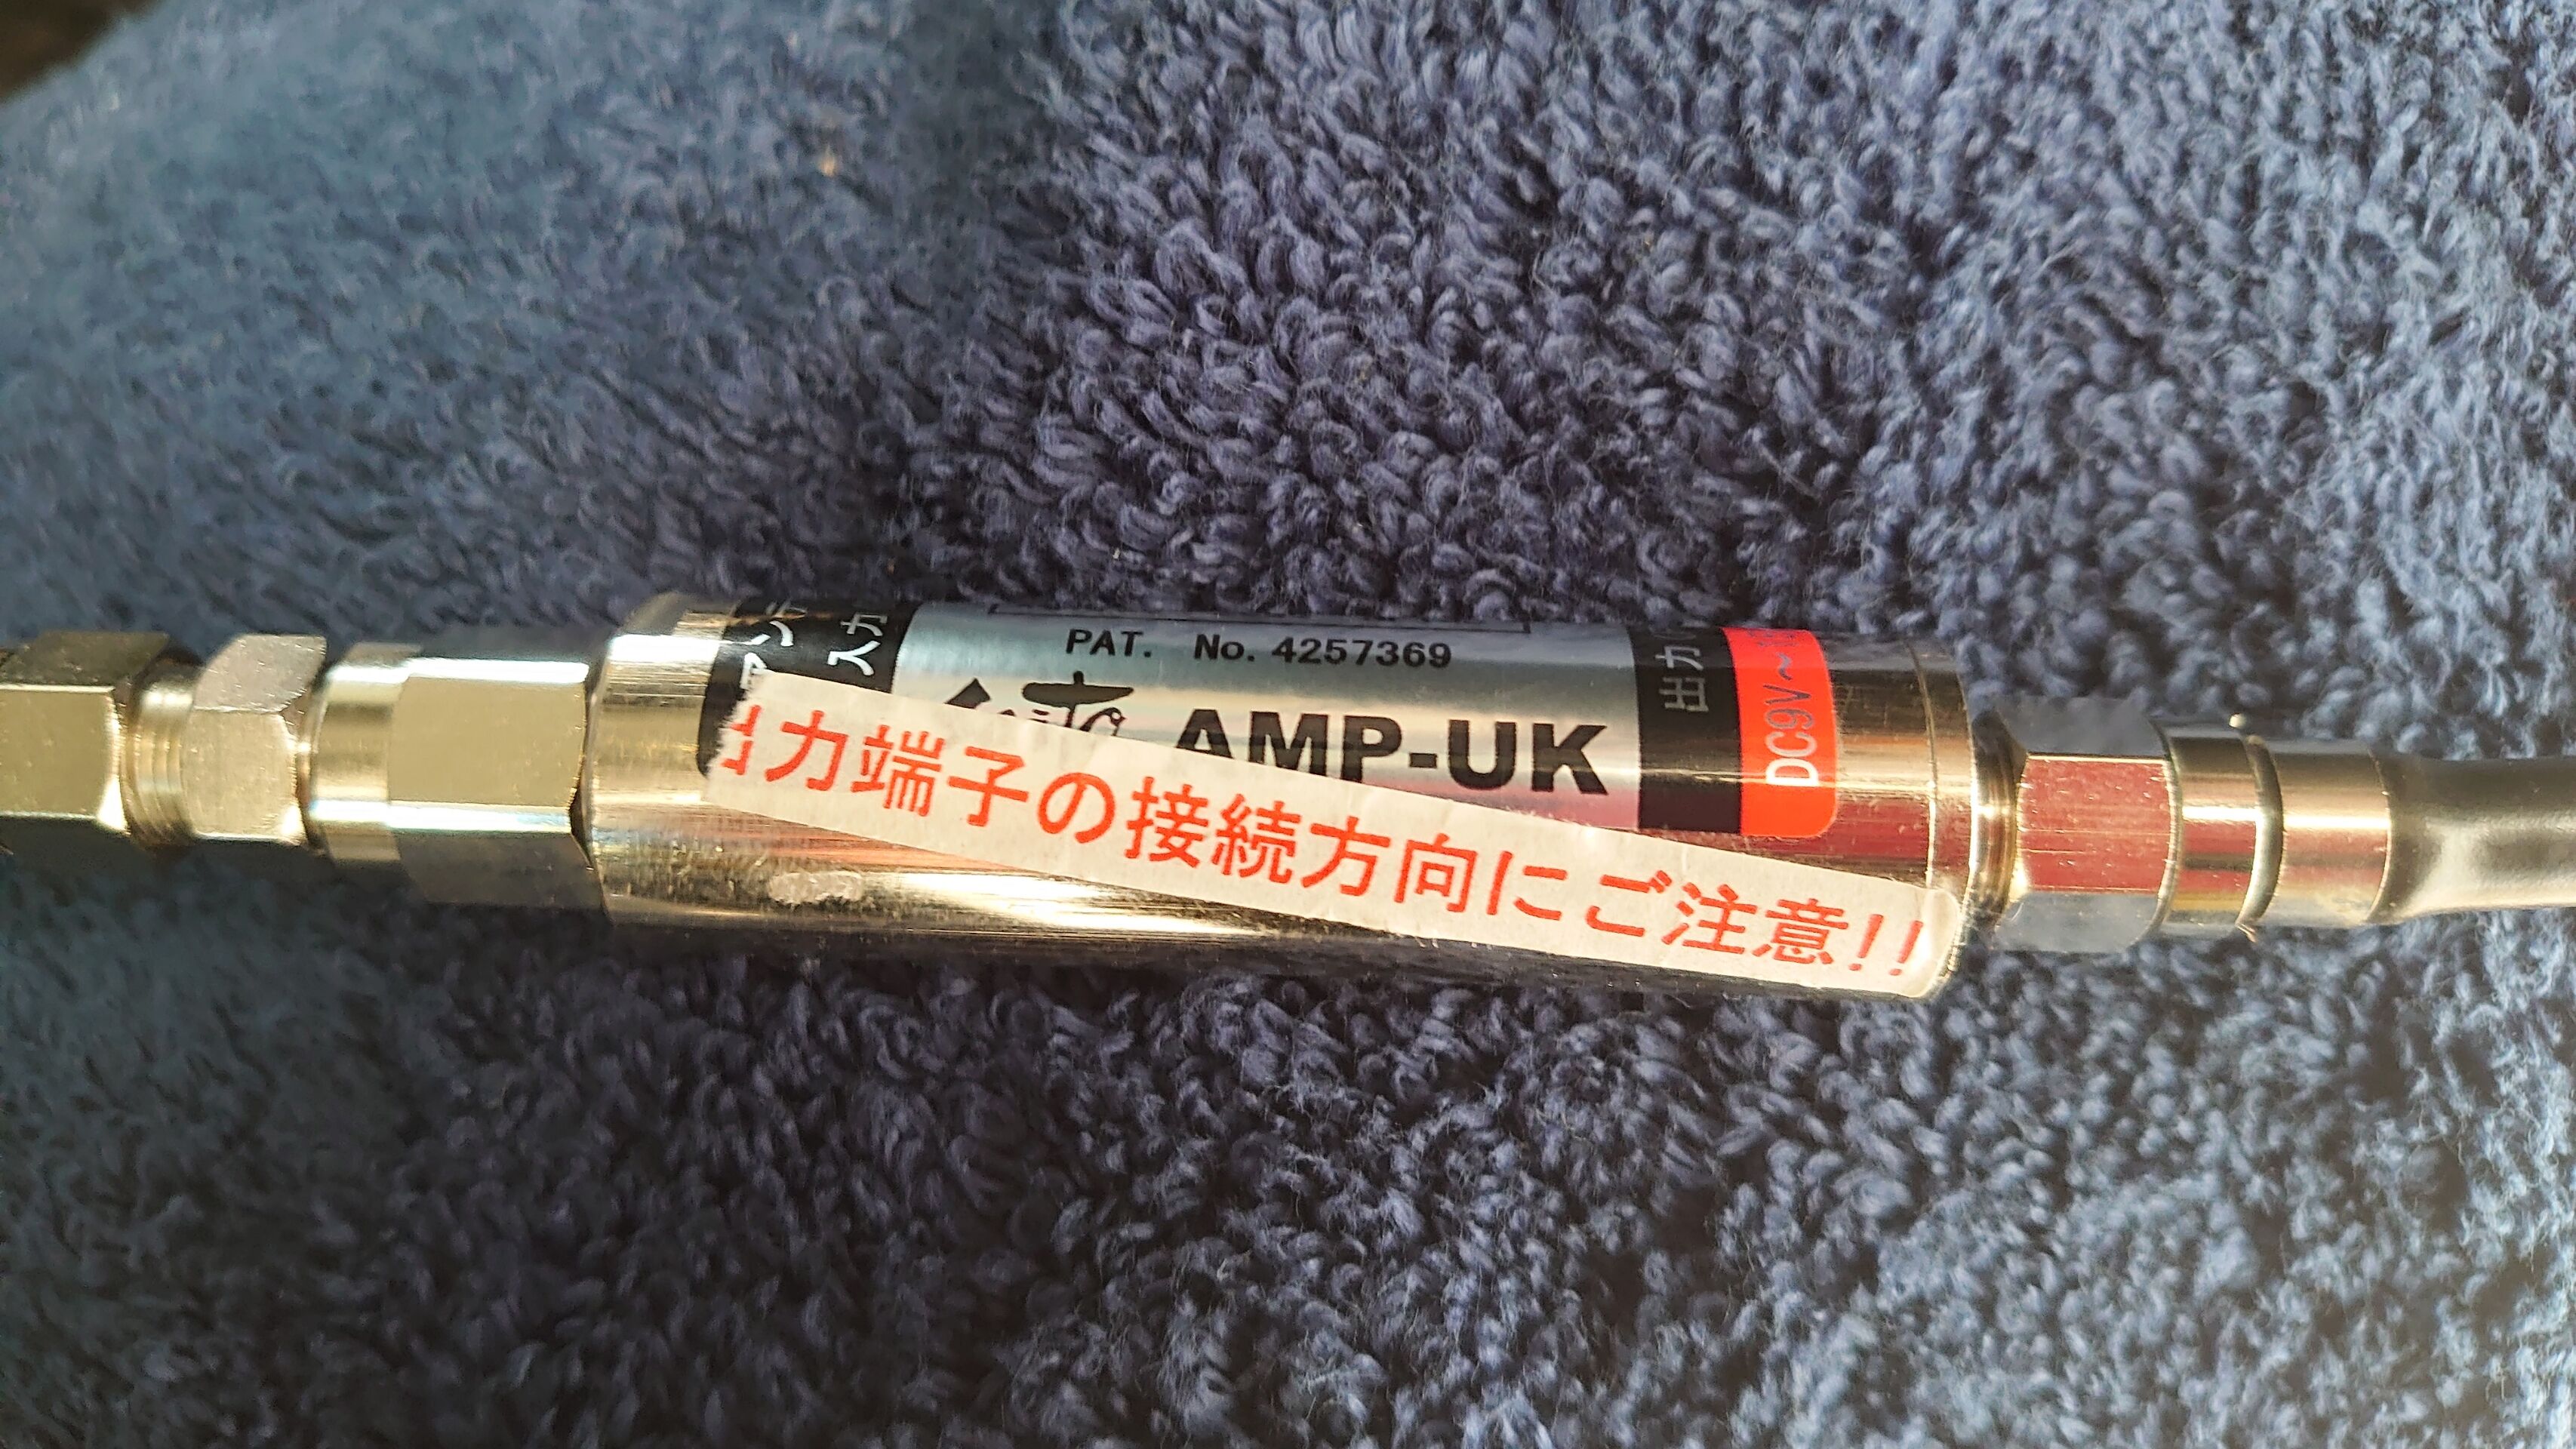 PAT. No. 4257369
入力
AMP-UK
出力
DC9V～
出力端子の接続方向にご注意!!